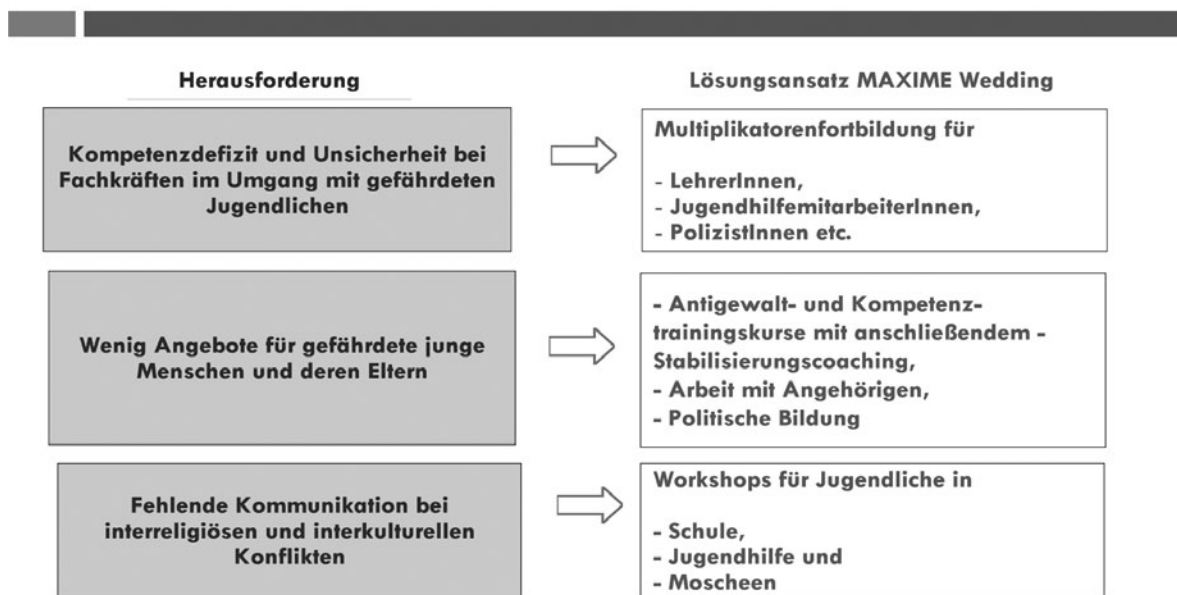 Herausforderung
Lösungsansatz MAXIME Wedding
Kompetenzdefizit und Unsicherheit bei
Fachkräften im Umgang mit gefährdeten
Jugendlichen
Multiplikatorenfortbildung für
- LehrerInnen,
- JugendhilfemitarbeiterInnen,
- PolizistInnen etc.
Wenig Angebote für gefährdete junge
Menschen und deren Eltern
- Antigewalt- und Kompetenz-
trainingskurse mit anschließendem -
Stabilisierungscoaching,
- Arbeit mit Angehörigen,
- Politische Bildung
Fehlende Kommunikation bei
interreligiösen und interkulturellen
Konflikten
Workshops für Jugendliche in
- Schule,
- Jugendhilfe und
- Moscheen